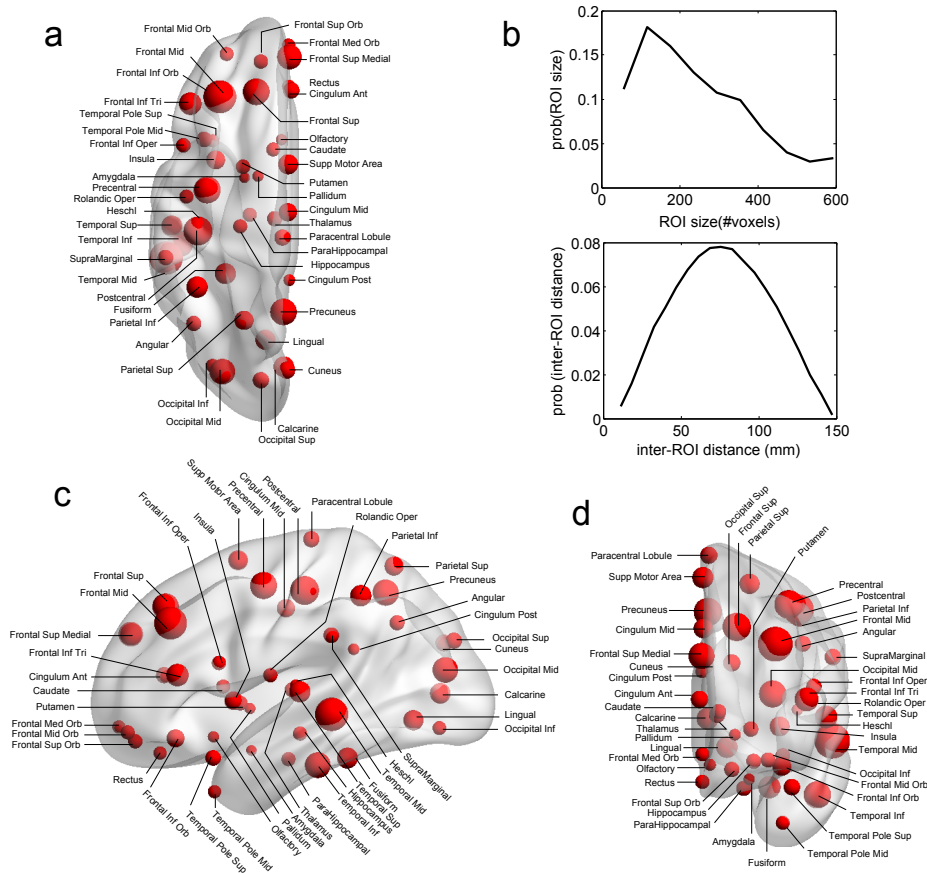 a
Frontal Mid Orb
Frontal Sup Orb
Frontal Mid
Frontal Med Orb
Frontal Sup Medial
Frontal Inf Orb
Rectus
Cingulum Ant
Frontal Inf Tri
Temporal Pole Sup
Frontal Sup
Temporal Pole Mid
Olfactory
Frontal Inf Oper
Caudate
Insula
Supp Motor Area
Amygdala
Putamen
Precentral
Pallidum
Rolandic Oper
Heschl
Cingulum Mid
Temporal Sup
Thalamus
Temporal Inf
Paracentral Lobule
ParaHippocampal
SupraMarginal
Hippocampus
Temporal Mid
Cingulum Post
Postcentral
Fusiform
Parietal Inf
Precuneus
Angular
Lingual
Parietal Sup
Cuneus
Occipital Inf
Occipital Mid
Calcarine
Occipital Sup
b
0.2
0.15
0.1
0.05
0
prob(ROI size)
0 200 400 600
ROI size(#voxels)
0.08
0.06
0.04
0.02
0
prob (inter-ROI distance)
0 50 100 150
inter-ROI distance (mm)
c
Frontal Inf Oper
Insula
Supp Motor Area
Precentral
Cingulum Mid
Postcentral
Paracentral Lobule
Rolandic Oper
Parietal Inf
Parietal Sup
Precuneus
Angular
Cingulum Post
Occipital Sup
Cuneus
Occipital Mid
Calcarine
Lingual
Occipital Inf
Frontal Sup
Frontal Mid
Frontal Sup Medial
Frontal Inf Tri
Cingulum Ant
Caudate
Putamen
Frontal Med Orb
Frontal Mid Orb
Frontal Sup Orb
Rectus
Frontal Inf Orb
Temporal Pole Sup
Temporal Pole Mid
Olfactory
Pallidum
Amygdala
Thalamus
ParaHippocampal
Temporal Inf
Hippocampus
Temporal Sup
Fusiform
Temporal Mid
Heschl
SupraMarginal
d
Occipital Sup
Frontal Sup
Parietal Sup
Putamen
Paracentral Lobule
Supp Motor Area
Precuneus
Cingulum Mid
Frontal Sup Medial
Cuneus
Cingulum Post
Cingulum Ant
Caudate
Calcarine
Thalamus
Pallidum
Lingual
Frontal Med Orb
Olfactory
Rectus
Frontal Sup Orb
Hippocampus
ParaHippocampal
Amygdala
Fusiform
Precentral
Postcentral
Parietal Inf
Frontal Mid
Angular
SupraMarginal
Occipital Mid
Frontal Inf Oper
Frontal Inf Tri
Rolandic Oper
Temporal Sup
Heschl
Insula
Temporal Mid
Occipital Inf
Frontal Mid Orb
Frontal Inf Orb
Temporal Inf
Temporal Pole Sup
Temporal Pole Mid